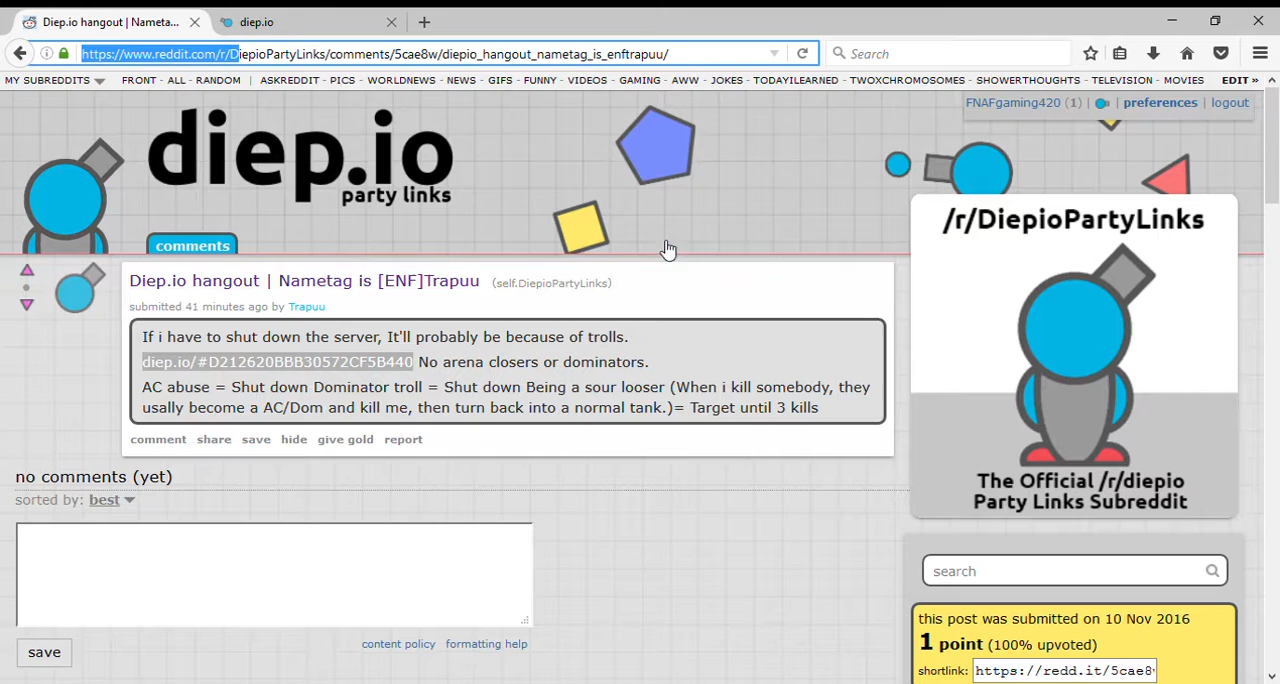 Diep.io hangout | Nameta...
diep.io
https://www.reddit.com/r/DiepioPartyLinks/comments/5cae8w/diepio_hangout_nametag_is_enftrapuu/
Search
MY SUBREDDITS
FRONT - ALL - RANDOM | ASKREDDIT - PICS - WORLDNEWS - NEWS - GIFS - FUNNY - VIDEOS - GAMING - AWW - JOKES - TODAYILEARNED - TWOXCHROMOSOMES - SHOWERTHOUGHTS - TELEVISION - MOVIES
EDIT »
FNAFgaming420 (1) | | preferences | logout
diep.io
party links
comments
/r/DiepioPartyLinks
Diep.io hangout | Nametag is [ENF]Trapuu (self.DiepioPartyLinks)
submitted 41 minutes ago by Trapuu
If i have to shut down the server, It'll probably be because of trolls.
diep.io/#D212620BBB30572CF5B440 No arena closers or dominators.
AC abuse = Shut down Dominator troll = Shut down Being a sour looser (When i kill somebody, they
usally become a AC/Dom and kill me, then turn back into a normal tank.)= Target until 3 kills
comment share save hide give gold report
The Official /r/diepio
Party Links Subreddit
no comments (yet)
sorted by: best
content policy formatting help
save
search
this post was submitted on 10 Nov 2016
1 point (100% upvoted)
shortlink: https://redd.it/5cae8